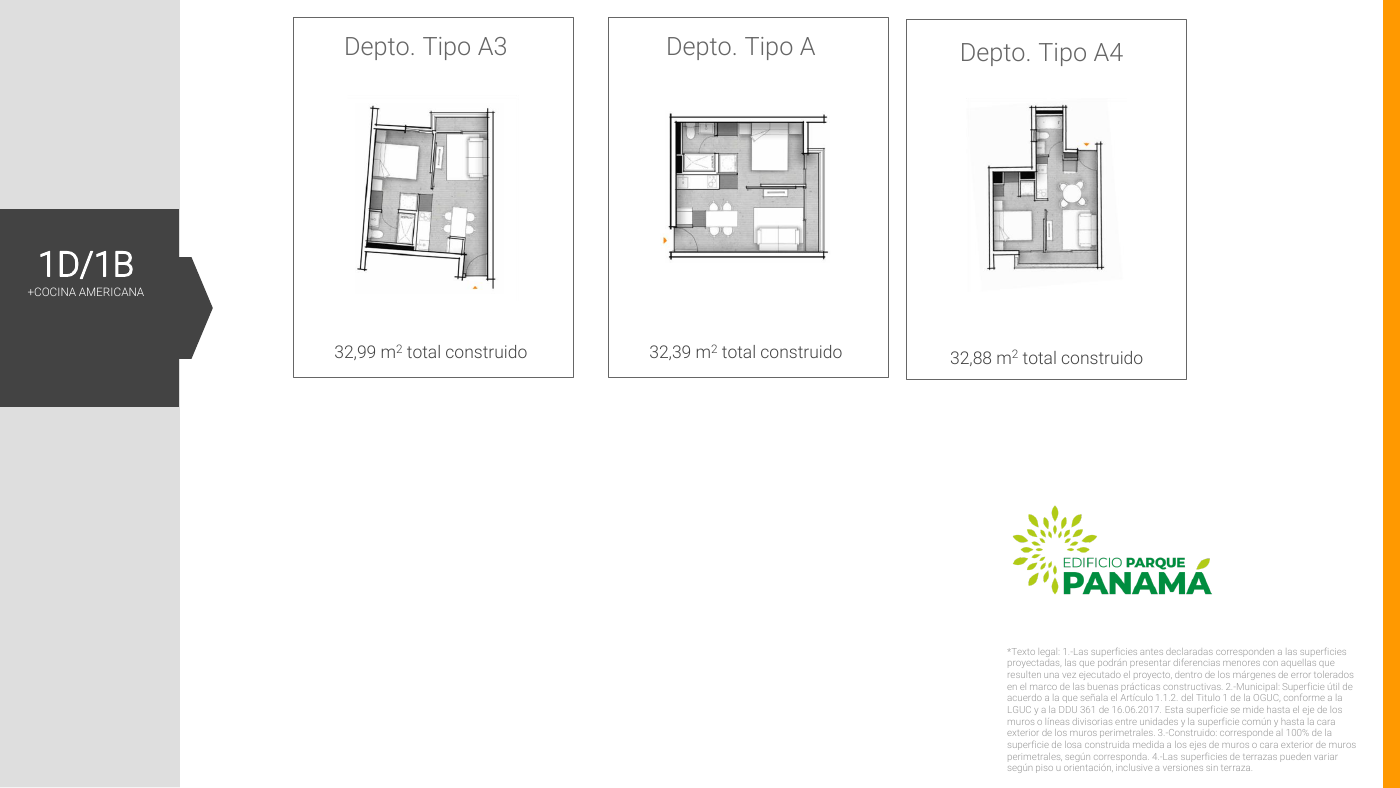 1D/1B
+COCINA AMERICANA
Depto. Tipo A3
32,99 m² total construido
Depto. Tipo A
32,39 m² total construido
Depto. Tipo A4
32,88 m² total construido
EDIFICIO PARQUE
PANAMÁ
*Texto legal: 1.-Las superficies antes declaradas corresponden a las superficies
proyectadas, las que podrán presentar diferencias menores con aquellas que
resulten una vez ejecutado el proyecto, dentro de los márgenes de error tolerados
en el marco de las buenas prácticas constructivas. 2.-Municipal: Superficie útil de
acuerdo a la que señala el Artículo 1.1.2. del Titulo 1 de la OGUC, conforme a la
LGUC y a la DDU 361 de 16.06.2017. Esta superficie se mide hasta el eje de los
muros o líneas divisorias entre unidades y la superficie común y hasta la cara
exterior de los muros perimetrales. 3.-Construido: corresponde al 100% de la
superficie de losa construida medida a los ejes de muros o cara exterior de muros
perimetrales, según corresponda. 4.-Las superficies de terrazas pueden variar
según piso u orientación, inclusive a versiones sin terraza.